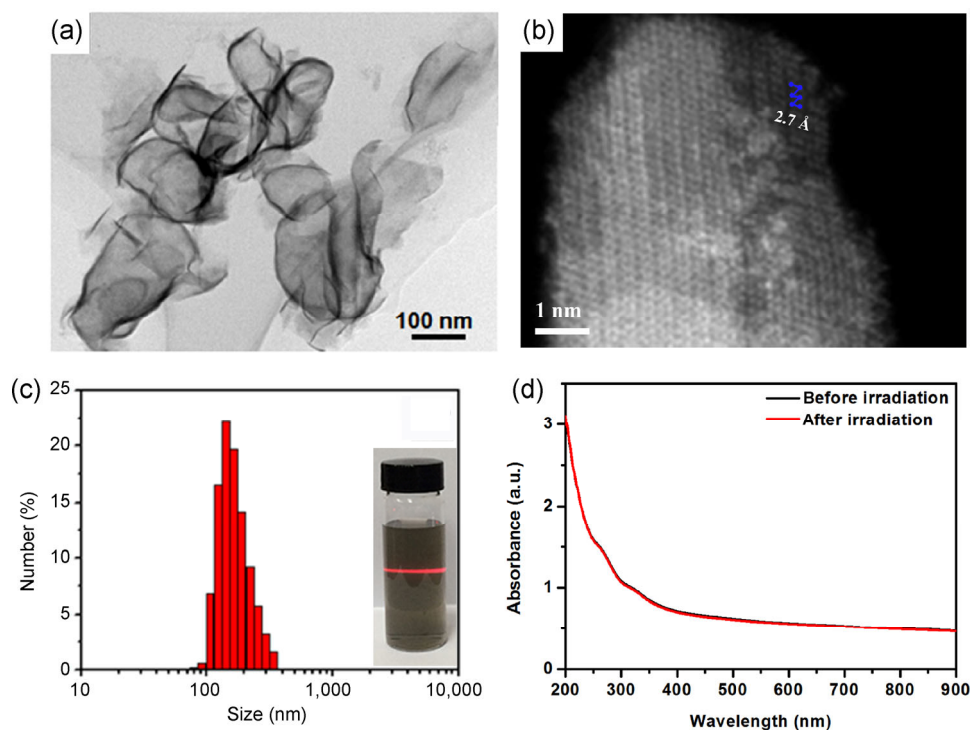 (a)
100 nm
(b)
2.7 Å
1 nm
(c)
25
20
15
10
5
0
Number (%)
10
100
1,000
10,000
Size (nm)
(d)
Before irradiation
After irradiation
3
2
1
0
Absorbance (a.u.)
200 300 400 500 600 700 800 900
Wavelength (nm)